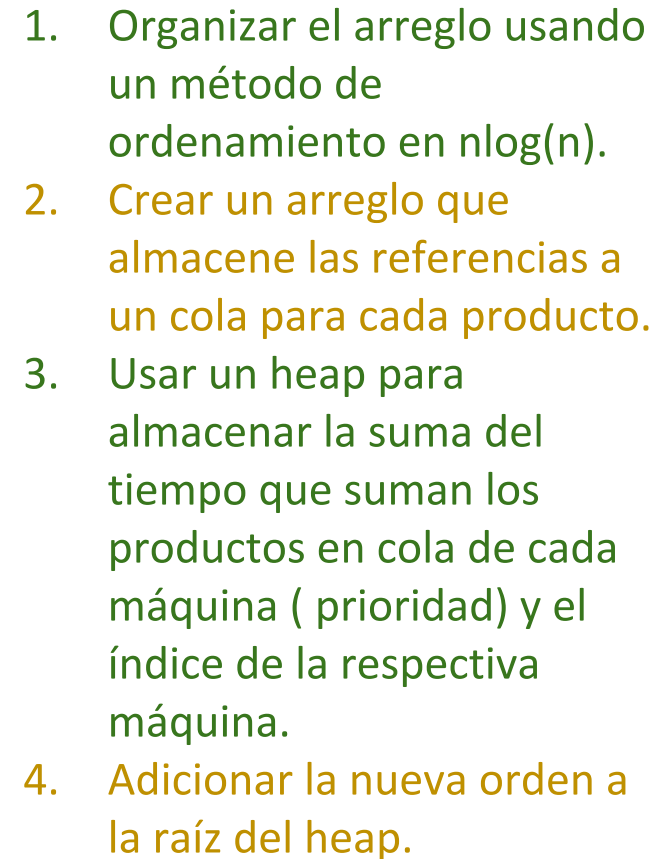 1. Organizar el arreglo usando
un método de
ordenamiento en nlog(n).
2. Crear un arreglo que
almacene las referencias a
un cola para cada producto.
3. Usar un heap para
almacenar la suma del
tiempo que suman los
productos en cola de cada
máquina ( prioridad) y el
índice de la respectiva
máquina.
4. Adicionar la nueva orden a
la raíz del heap.